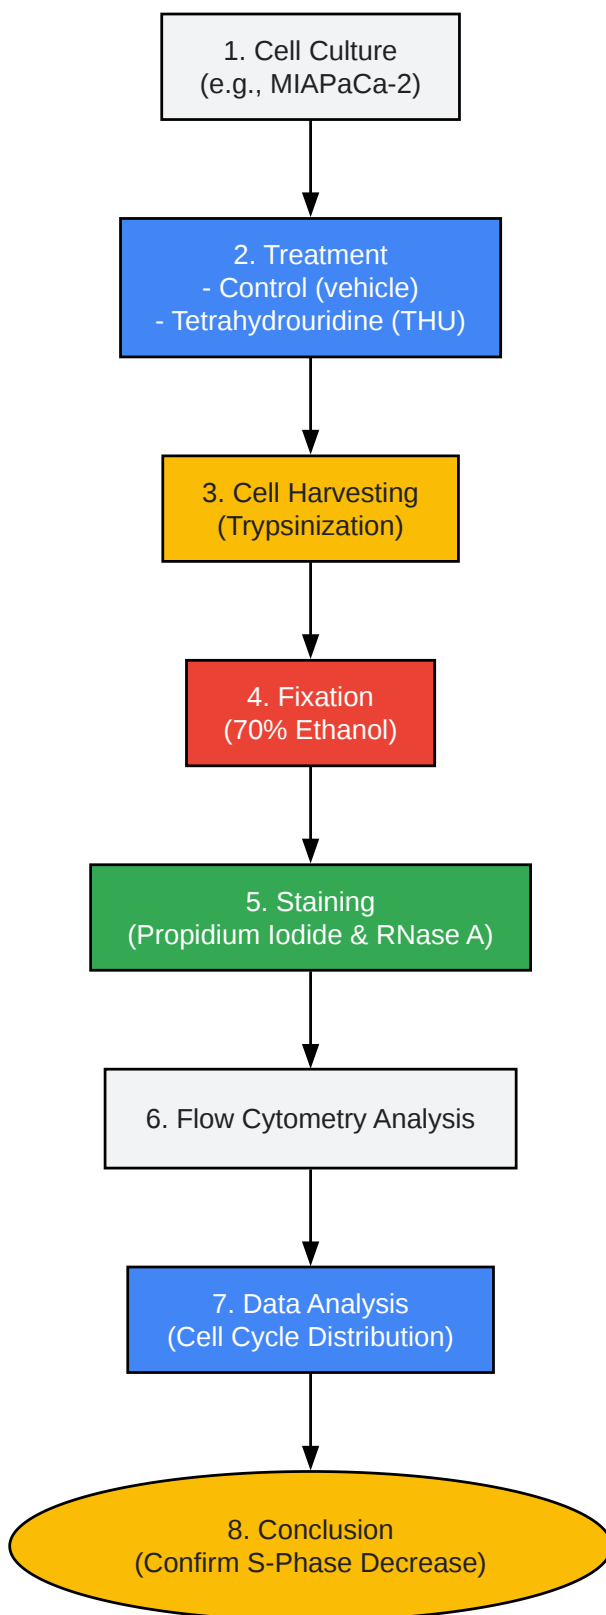 1. Cell Culture
(e.g., MIAPaCa-2)
2. Treatment
- Control (vehicle)
- Tetrahydrouridine (THU)
3. Cell Harvesting
(Trypsinization)
4. Fixation
(70% Ethanol)
5. Staining
(Propidium Iodide & RNase A)
6. Flow Cytometry Analysis
7. Data Analysis
(Cell Cycle Distribution)
8. Conclusion
(Confirm S-Phase Decrease)